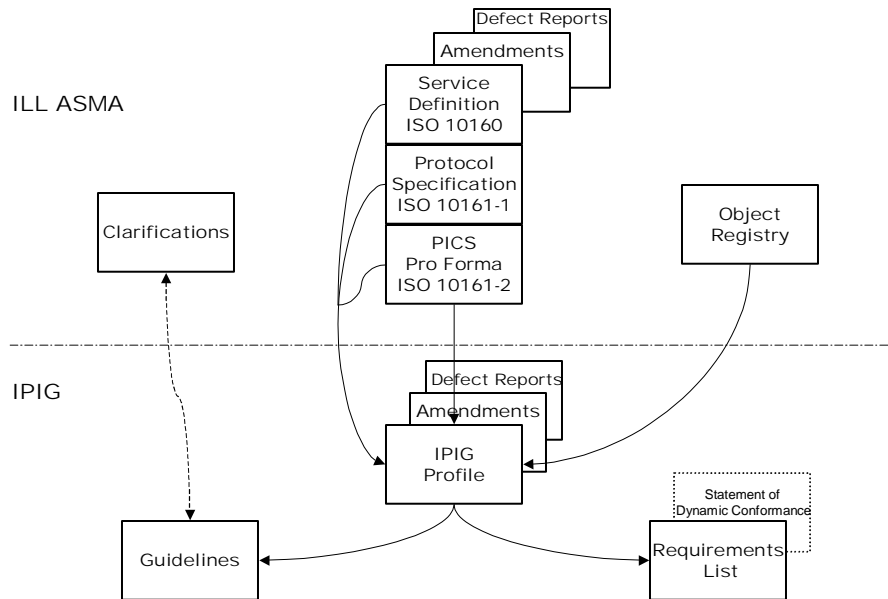 Defect Reports
Amendments
Service
Definition
ISO 10160
ILL ASMA
Protocol
Specification
ISO 10161-1
Clarifications
Object
Registry
PICS
Pro Forma
ISO 10161-2
IPIG
Defect Reports
Amendments
IPIG
Profile
Statement of
Dynamic Conformance
Guidelines
Requirements
List